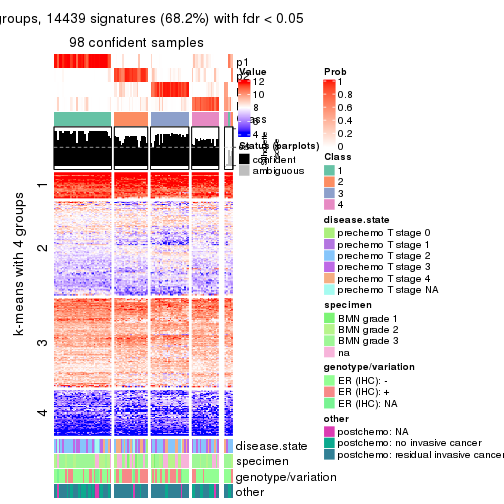 groups, 14439 signatures (68.2%) with fdr < 0.05
98 confident samples
p1
p2
Value
12
10
8
6
4
Prob
1
0.8
0.6
0.4
0.2
0
Status (barplots)
confident
ambiguous
Class
1
2
3
4
disease.state
prechemo T stage 0
prechemo T stage 1
prechemo T stage 2
prechemo T stage 3
prechemo T stage 4
prechemo T stage NA
specimen
BMN grade 1
BMN grade 2
BMN grade 3
na
genotype/variation
ER (IHC): -
ER (IHC): +
ER (IHC): NA
other
postchemo: NA
postchemo: no invasive cancer
postchemo: residual invasive cancer
k-means with 4 groups
1
2
3
4
disease.state
specimen
genotype/variation
other